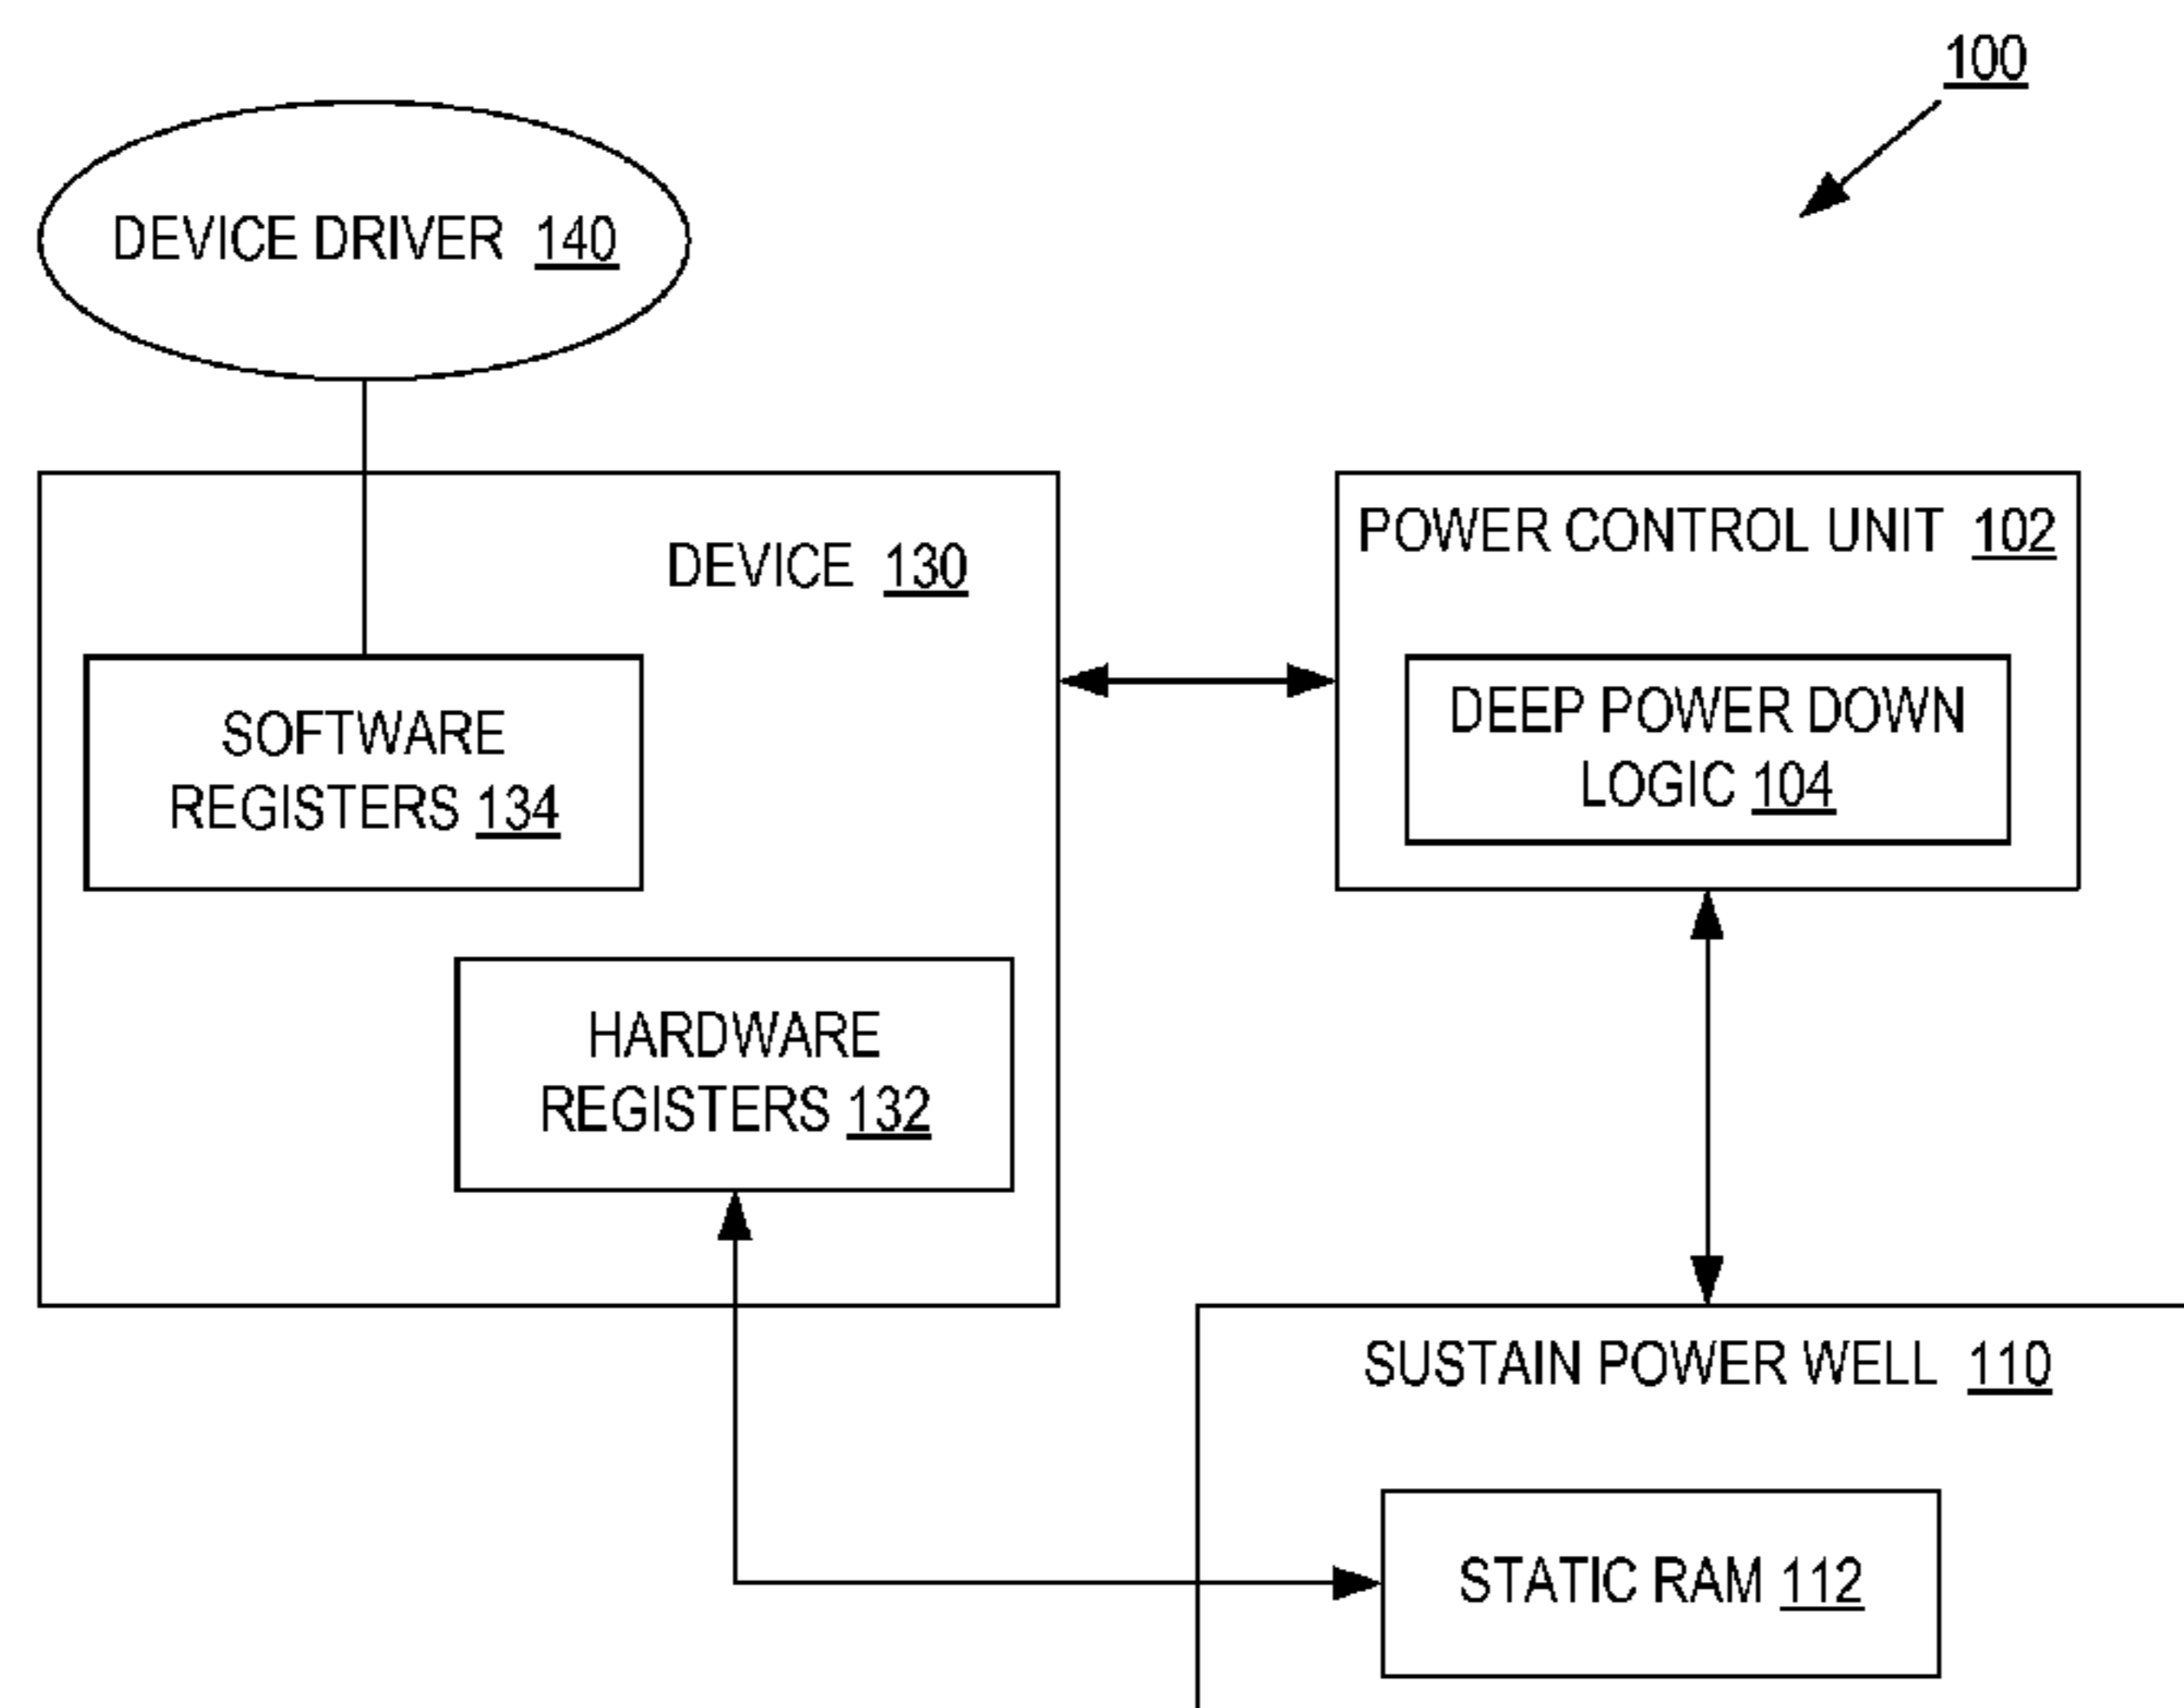 100
DEVICE DRIVER 140
DEVICE 130
SOFTWARE
REGISTERS 134
HARDWARE
REGISTERS 132
POWER CONTROL UNIT 102
DEEP POWER DOWN
LOGIC 104
SUSTAIN POWER WELL 110
STATIC RAM 112